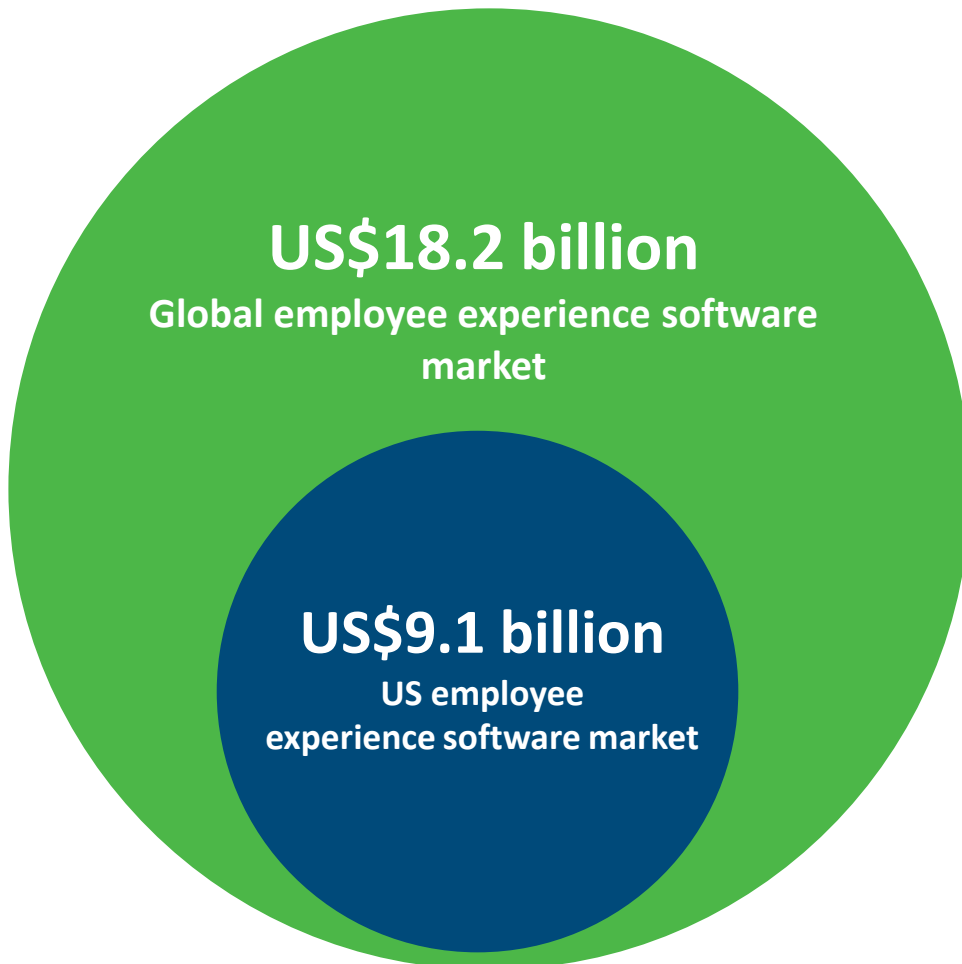 US$18.2 billion
Global employee experience software
market
US$9.1 billion
US employee
experience software market